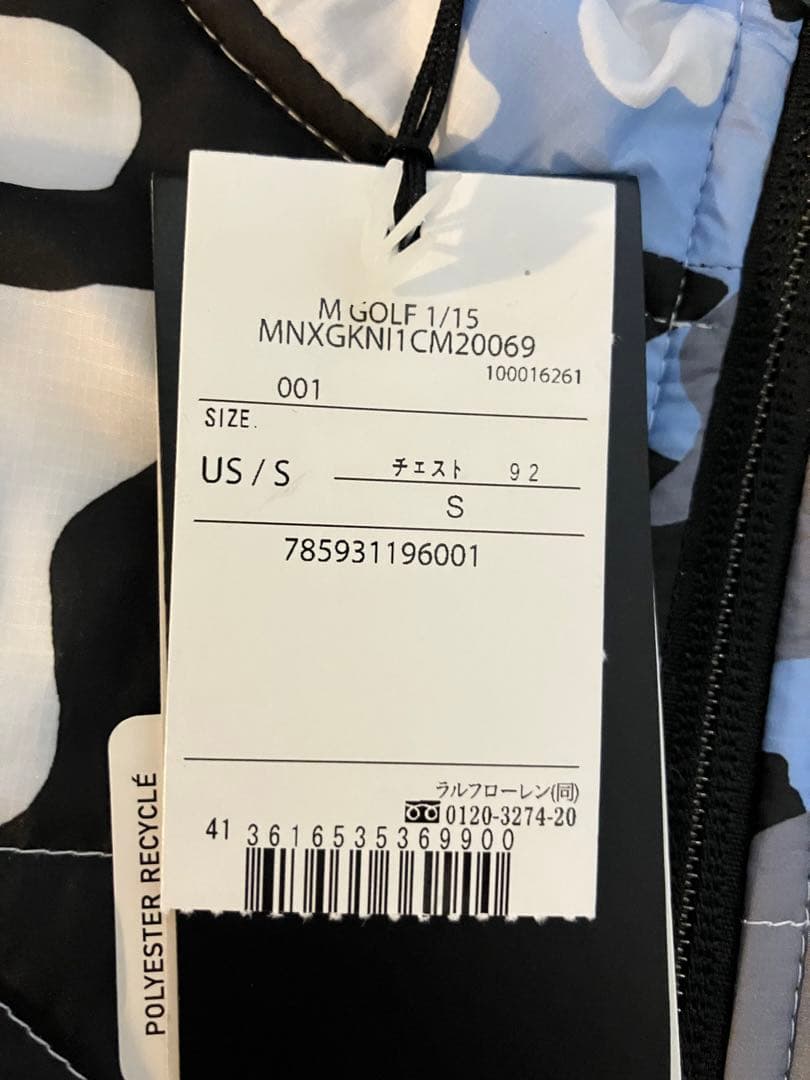 M GOLF 1/15
MNXGKNI1CM20069
100016261
001
SIZE.
US / S
チェスト 92
S
785931196001
ラルフローレン(同)
0120-3274-20
41 3616535369900
POLYESTER RECYCLÉ